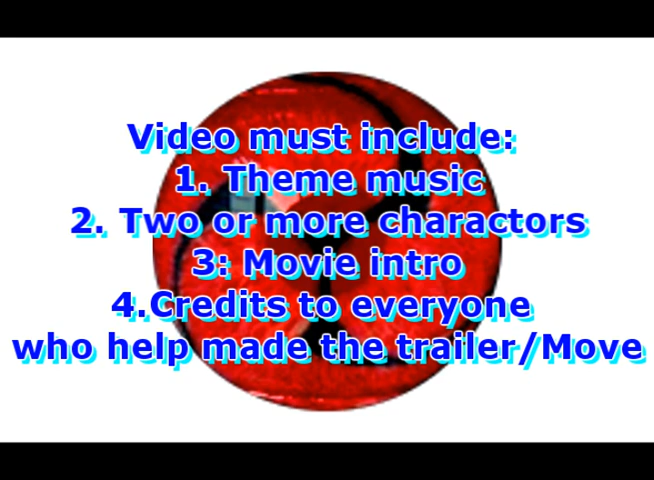 Video must include:
1. Theme music
2. Two or more charactors
3: Movie intro
4.Credits to everyone
who help made the trailer/Move